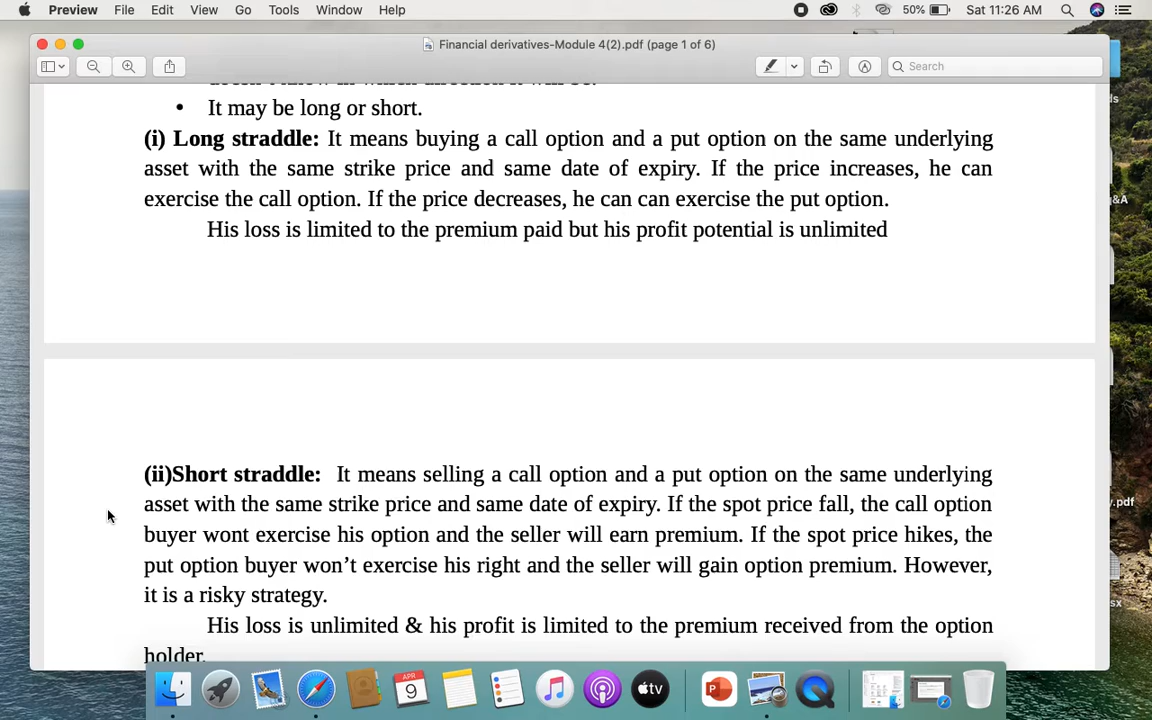 Preview File Edit View Go Tools Window Help 50% Sat 11:26 AM
Financial derivatives-Module 4(2).pdf (page 1 of 6)
Search
• It may be long or short.
(i) Long straddle: It means buying a call option and a put option on the same underlying
asset with the same strike price and same date of expiry. If the price increases, he can
exercise the call option. If the price decreases, he can can exercise the put option.
His loss is limited to the premium paid but his profit potential is unlimited
(ii)Short straddle: It means selling a call option and a put option on the same underlying
asset with the same strike price and same date of expiry. If the spot price fall, the call option
buyer wont exercise his option and the seller will earn premium. If the spot price hikes, the
put option buyer won’t exercise his right and the seller will gain option premium. However,
it is a risky strategy.
His loss is unlimited & his profit is limited to the premium received from the option
holder.
APR
9
tv
P